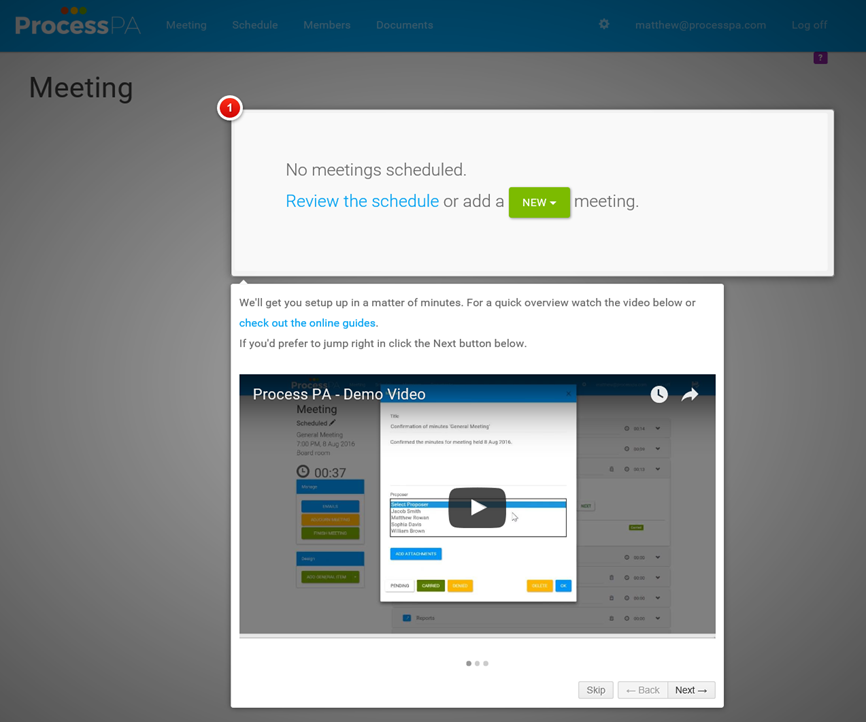 ProcessPA
Meeting Schedule Members Documents
matthew@processpa.com Log off
?
Meeting
1
No meetings scheduled.
Review the schedule or add a NEW meeting.
We'll get you setup up in a matter of minutes. For a quick overview watch the video below or
check out the online guides.
If you'd prefer to jump right in click the Next button below.
Process PA - Demo Video
Meeting
Scheduled
General Meeting
7:00 PM, 8 Aug 2016
Board room
00:37
Manage
Design
Title:
Confirmation of minutes 'General Meeting'
Confirmed the minutes for meeting held 8 August 2016.
Proposer
Select Proposer
Jacob Smith
Matthew Rowan
Sophia Davis
William Brown
ADD ATTACHMENTS
PENDING CARRIED
DELETE OK
Reports
Skip ← Back Next →